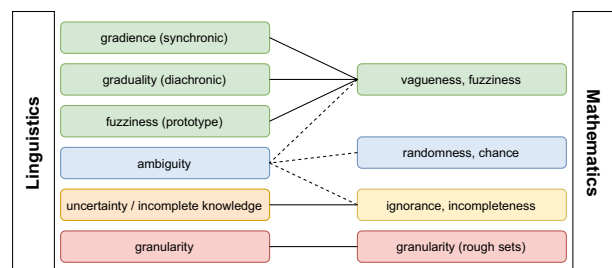 Linguistics
gradience (synchronic)
graduality (diachronic)
fuzziness (prototype)
ambiguity
uncertainty / incomplete knowledge
granularity
vagueness, fuzziness
randomness, chance
ignorance, incompleteness
granularity (rough sets)
Mathematics